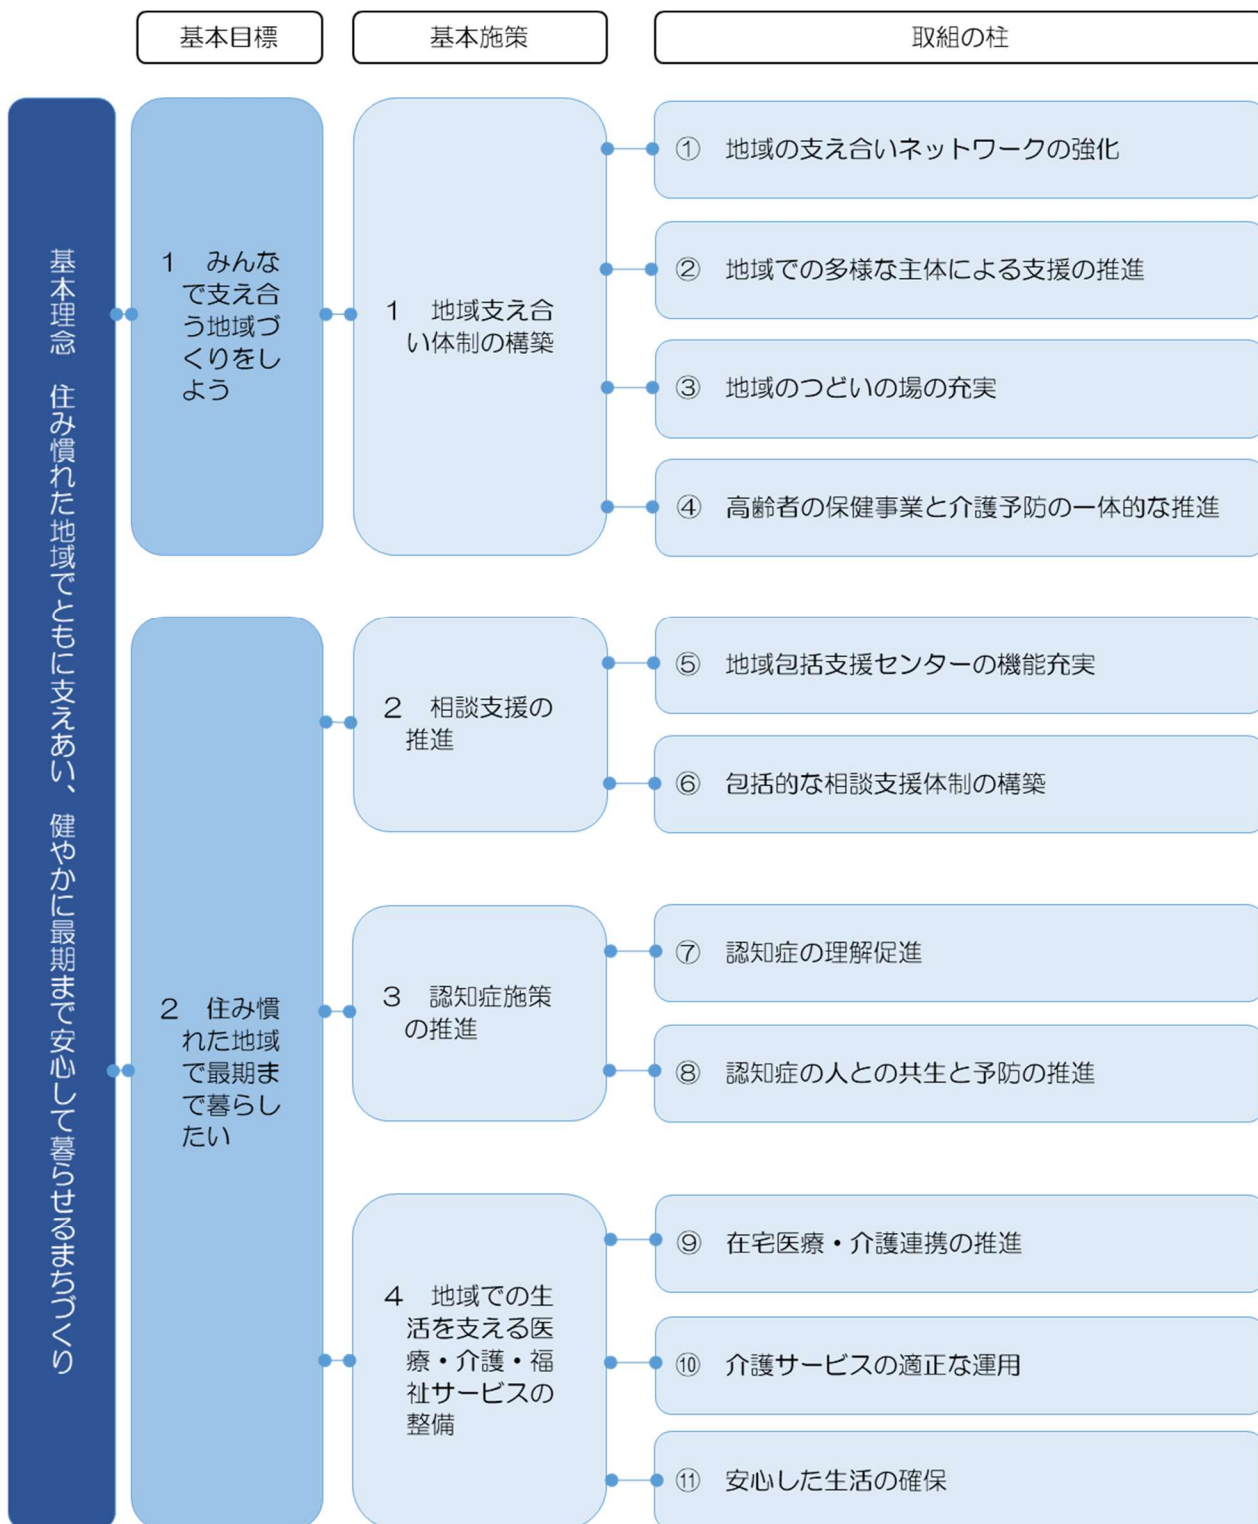 基本目標
基本施策
取組の柱
基本理念　住み慣れた地域でともに支えあい、健やかに最期まで安心して暮らせるまちづくり
1　みんな
で支え合
う地域づ
くりをし
よう
1　地域支え合
い体制の構築
①　地域の支え合いネットワークの強化
②　地域での多様な主体による支援の推進
③　地域のつどいの場の充実
④　高齢者の保健事業と介護予防の一体的な推進
2　住み慣
れた地域
で最期ま
で暮らし
たい
2　相談支援の
推進
⑤　地域包括支援センターの機能充実
⑥　包括的な相談支援体制の構築
3　認知症施策
の推進
⑦　認知症の理解促進
⑧　認知症の人との共生と予防の推進
4　地域での生
活を支える医
療・介護・福
祉サービスの
整備
⑨　在宅医療・介護連携の推進
⑩　介護サービスの適正な運用
⑪　安心した生活の確保